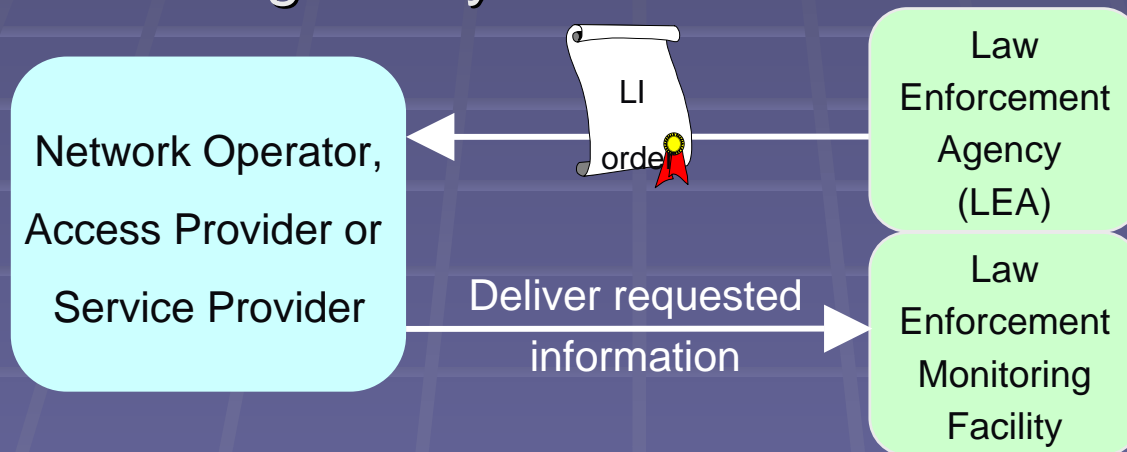 Network Operator,
Access Provider or
Service Provider
LI
order
Law
Enforcement
Agency
(LEA)
Deliver requested
information
Law
Enforcement
Monitoring
Facility